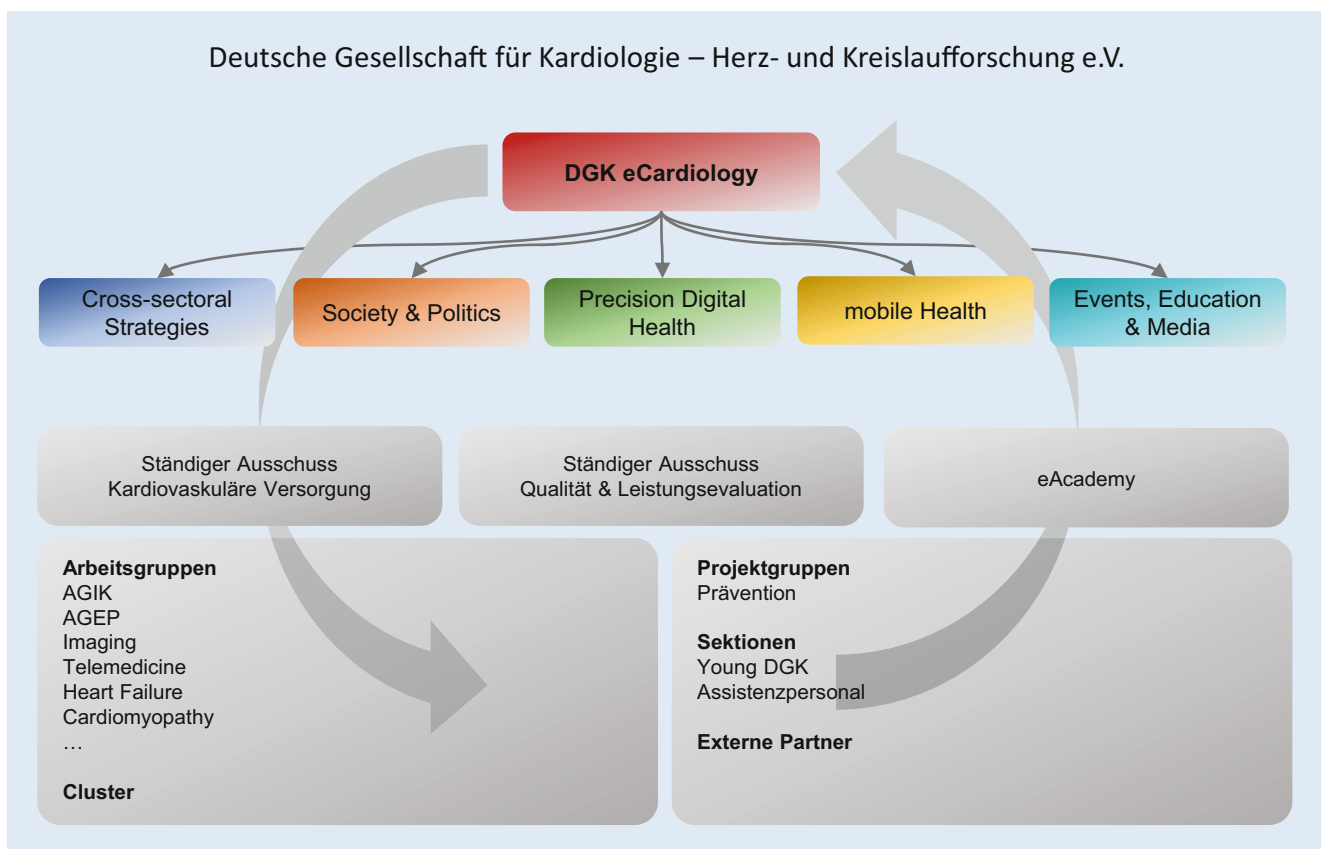 Deutsche Gesellschaft für Kardiologie – Herz- und Kreislaufforschung e.V.
DGK eCardiology
Cross-sectoral
Strategies
Society & Politics
Precision Digital
Health
mobile Health
Events, Education
& Media
Ständiger Ausschuss
Kardiovaskuläre Versorgung
Ständiger Ausschuss
Qualität & Leistungsevaluation
eAcademy
Arbeitsgruppen
AGIK
AGEP
Imaging
Telemedicine
Heart Failure
Cardiomyopathy
…
Cluster
Projektgruppen
Prävention
Sektionen
Young DGK
Assistenzpersonal
Externe Partner